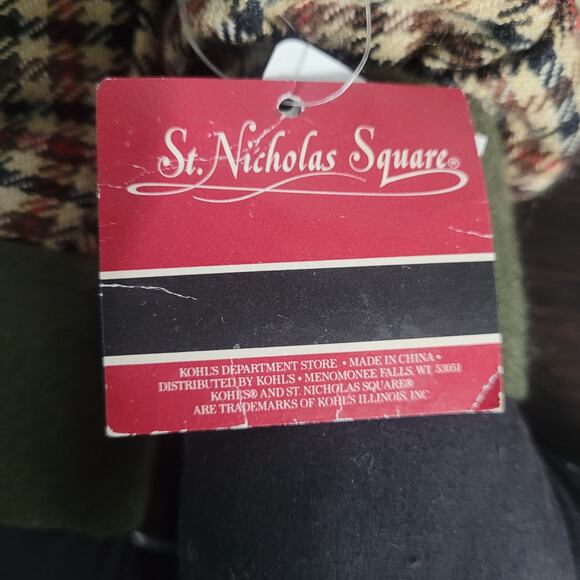 St. Nicholas Square®
KOHL'S DEPARTMENT STORE • MADE IN CHINA •
DISTRIBUTED BY KOHL'S • MENOMONEE FALLS, WI 53051
KOHL'S® AND ST. NICHOLAS SQUARE®
ARE TRADEMARKS OF KOHL'S ILLINOIS, INC